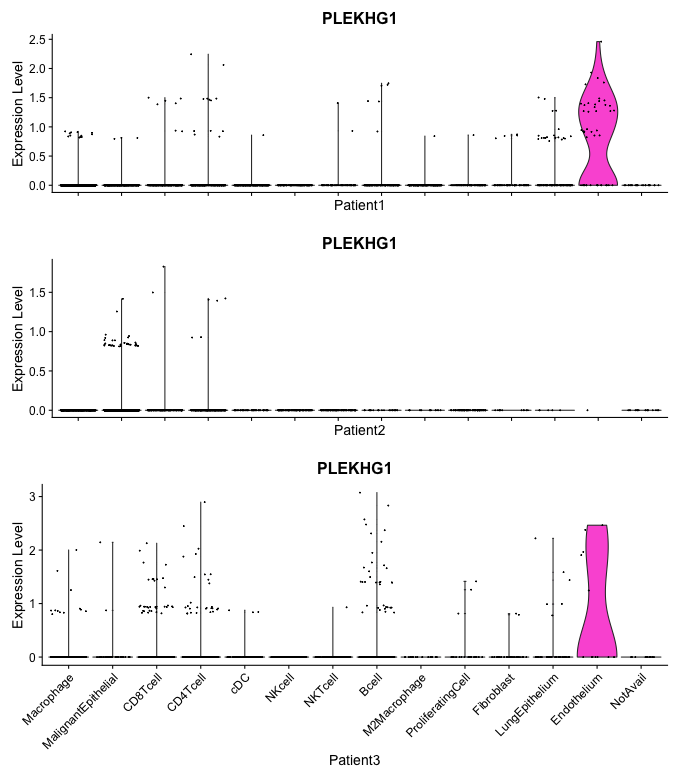 PLEKHG1
Expression Level
2.5
2.0
1.5
1.0
0.5
0.0
Patient1
PLEKHG1
Expression Level
1.5
1.0
0.5
0.0
Patient2
PLEKHG1
Expression Level
3
2
1
0
Macrophage
MalignantEpithelial
CD8Tcell
CD4Tcell
cDC
NKcell
NKTcell
Bcell
M2Macrophage
ProliferatingCell
Fibroblast
LungEpithelium
Endothelium
NotAvail
Patient3